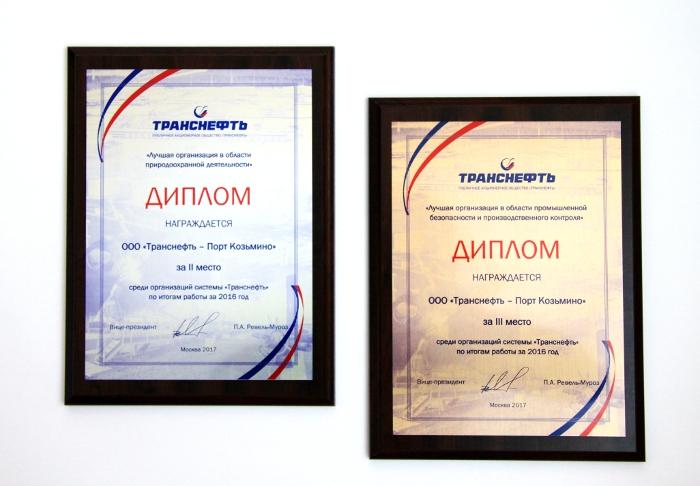 ТРАНСНЕФТЬ
ПУБЛИЧНОЕ АКЦИОНЕРНОЕ ОБЩЕСТВО «ТРАНСНЕФТЬ»
«Лучшая организация в области
природоохранной деятельности»
ДИПЛОМ
НАГРАЖДАЕТСЯ
ООО «Транснефть – Порт Козьмино»
за II место
среди организаций системы «Транснефть»
по итогам работы за 2016 год
Вице-президент П.А. Ревель-Муроз
Москва 2017
ТРАНСНЕФТЬ
ПУБЛИЧНОЕ АКЦИОНЕРНОЕ ОБЩЕСТВО «ТРАНСНЕФТЬ»
«Лучшая организация в области промышленной
безопасности и производственного контроля»
ДИПЛОМ
НАГРАЖДАЕТСЯ
ООО «Транснефть – Порт Козьмино»
за III место
среди организаций системы «Транснефть»
по итогам работы за 2016 год
Вице-президент П.А. Ревель-Муроз
Москва 2017